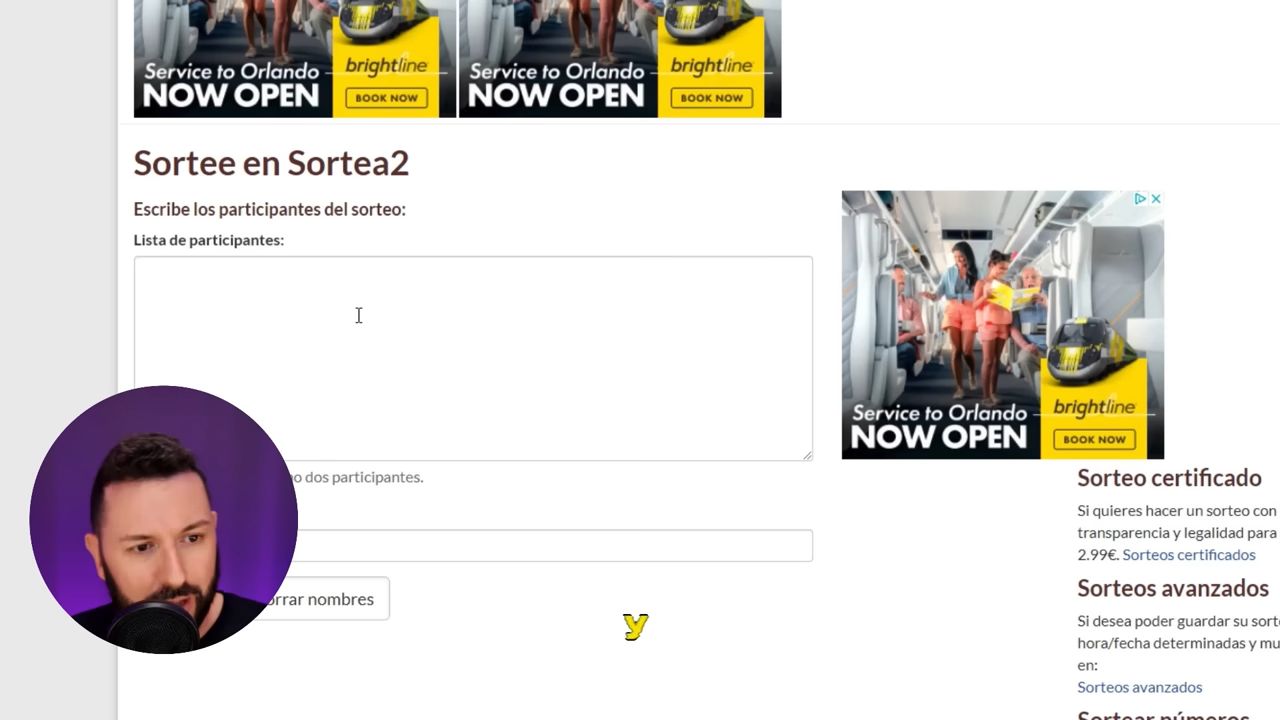 Service to Orlando
NOW OPEN
brightline
BOOK NOW
Service to Orlando
NOW OPEN
brightline
BOOK NOW
Sortee en Sortea2
Escribe los participantes del sorteo:
Lista de participantes:
dos participantes.
nombres
y
Service to Orlando
NOW OPEN
brightline
BOOK NOW
Sorteo certificado
Si quieres hacer un sorteo con
transparencia y legalidad para
2.99€. Sorteos certificados
Sorteos avanzados
Si desea poder guardar su
hora/fecha determinadas y
en:
Sorteos avanzados
Sortear números